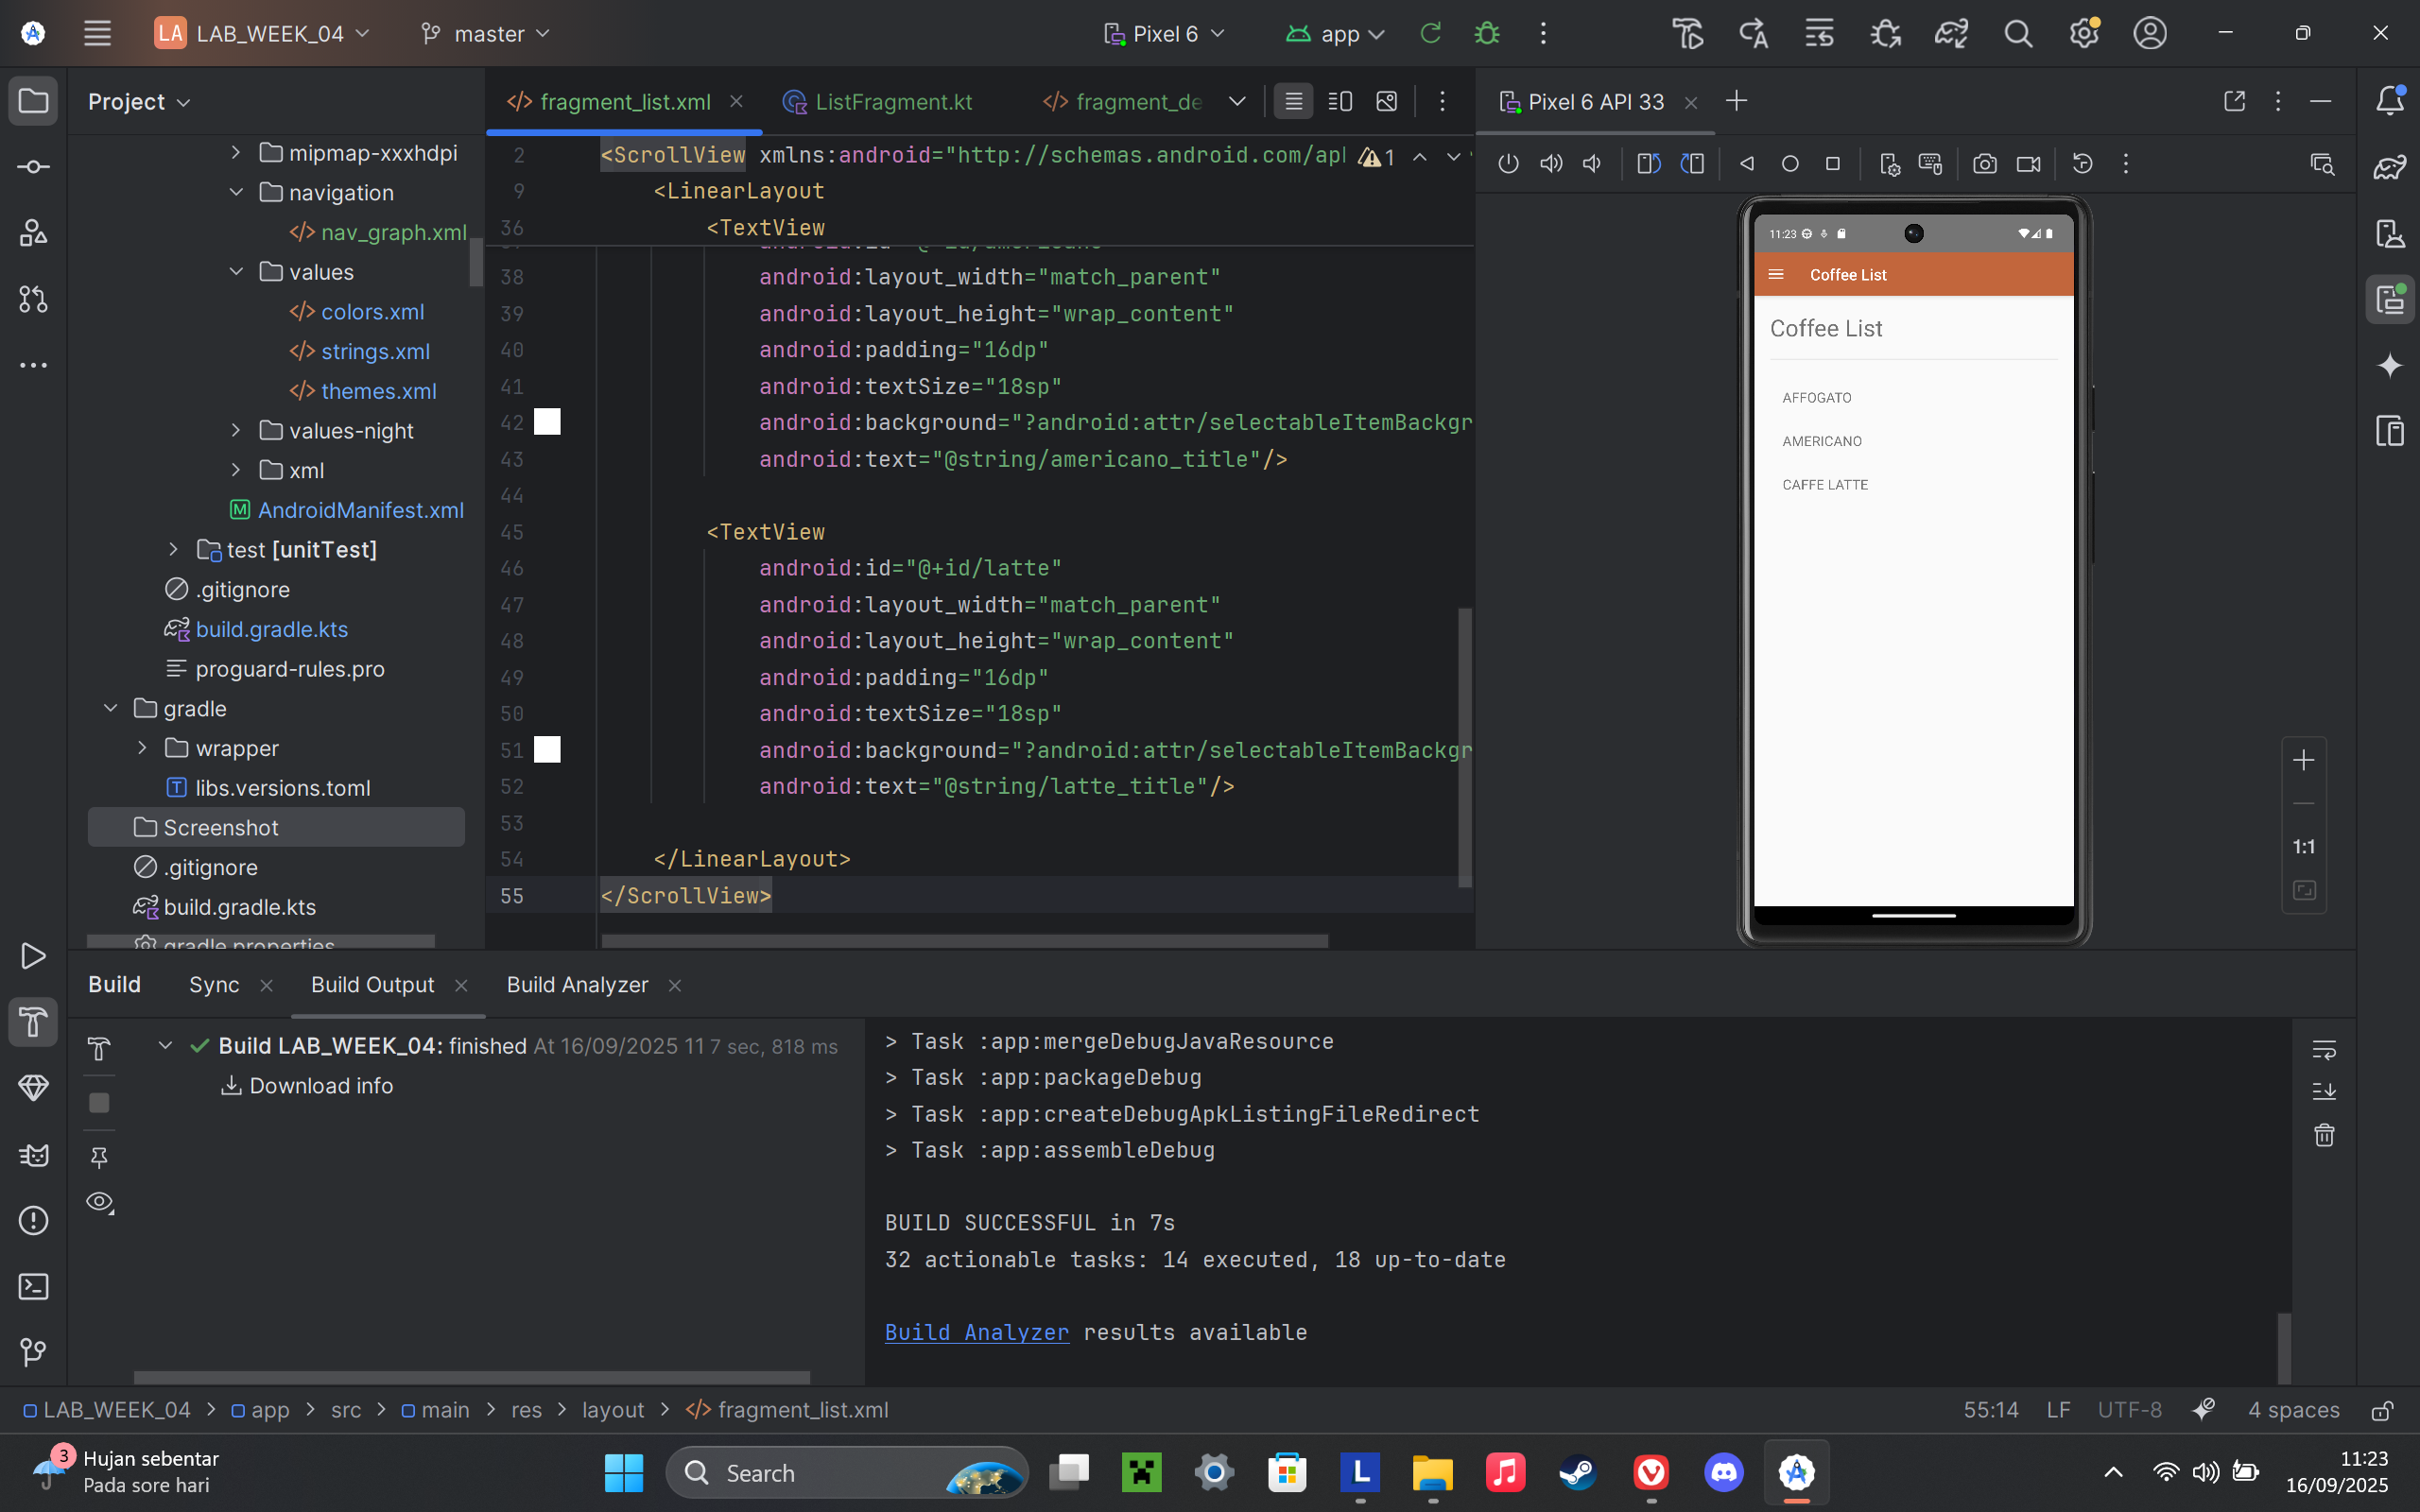 LA LAB_WEEK_04 master Pixel 6 app
Project
mipmap-xxxhdpi
navigation
nav_graph.xml
values
colors.xml
strings.xml
themes.xml
values-night
xml
AndroidManifest.xml
test [unitTest]
.gitignore
build.gradle.kts
proguard-rules.pro
gradle
wrapper
libs.versions.toml
Screenshot
.gitignore
build.gradle.kts
gradle.properties
fragment_list.xml ListFragment.kt fragment_de
2 <ScrollView xmlns:android="http://schemas.android.com/ap 1
9 <LinearLayout
36 <TextView
38 android:layout_width="match_parent"
39 android:layout_height="wrap_content"
40 android:padding="16dp"
41 android:textSize="18sp"
42 android:background="?android:attr/selectableItemBackgr
43 android:text="@string/americano_title"/>
44
45 <TextView
46 android:id="@+id/latte"
47 android:layout_width="match_parent"
48 android:layout_height="wrap_content"
49 android:padding="16dp"
50 android:textSize="18sp"
51 android:background="?android:attr/selectableItemBackgr
52 android:text="@string/latte_title"/>
53
54 </LinearLayout>
55 </ScrollView>
Pixel 6 API 33
11:23
Coffee List
Coffee List
AFFOGATO
AMERICANO
CAFFE LATTE
1:1
Build Sync Build Output Build Analyzer
Build LAB_WEEK_04: finished At 16/09/2025 11 7 sec, 818 ms
Download info
> Task :app:mergeDebugJavaResource
> Task :app:packageDebug
> Task :app:createDebugApkListingFileRedirect
> Task :app:assembleDebug
BUILD SUCCESSFUL in 7s
32 actionable tasks: 14 executed, 18 up-to-date
Build Analyzer results available
LAB_WEEK_04 > app > src > main > res > layout > fragment_list.xml 55:14 LF UTF-8 4 spaces
3 Hujan sebentar
Pada sore hari
Search
L
11:23
16/09/2025